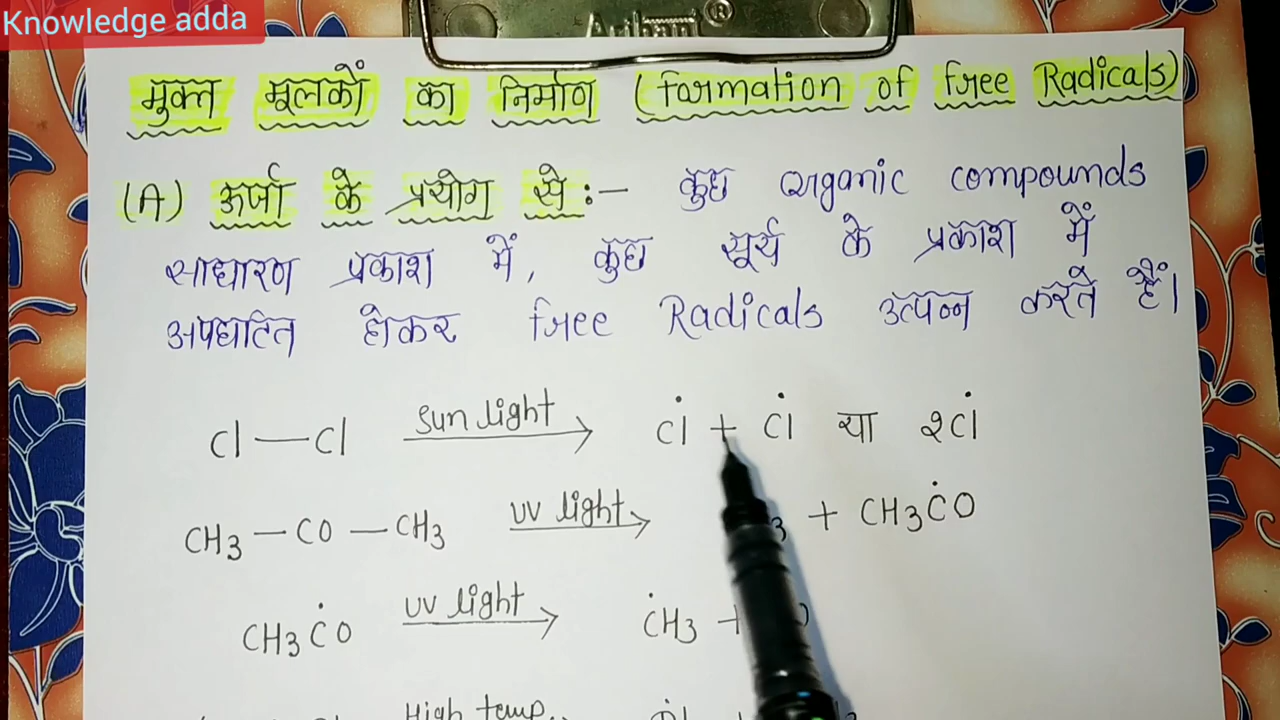 Knowledge adda
Arihant ®
मुक्त मूलकों का निर्माण (formation of free Radicals)
(A) ऊर्जा के प्रयोग से :- कुछ organic compounds
साधारण प्रकाश में, कुछ सूर्य के प्रकाश में
अपघटित होकर free Radicals उत्पन्न करते हैं।
Cl — Cl sun light → Ċl + Ċl या 2Ċl
CH3 — CO — CH3 UV light → 3 + CH3ĊO
CH3ĊO UV light → ĊH3 +
High temp.